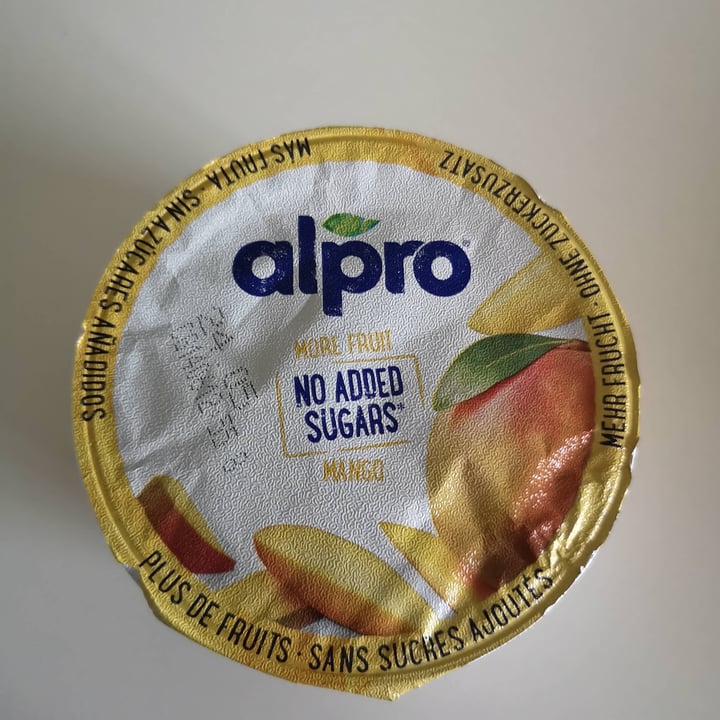 alpro
MORE FRUIT
NO ADDED
SUGARS*
MANGO
MÁS FRUTA · SIN AZÚCARES AÑADIDOS
MEHR FRUCHT · OHNE ZUCKERZUSATZ
PLUS DE FRUITS · SANS SUCRES AJOUTÉS